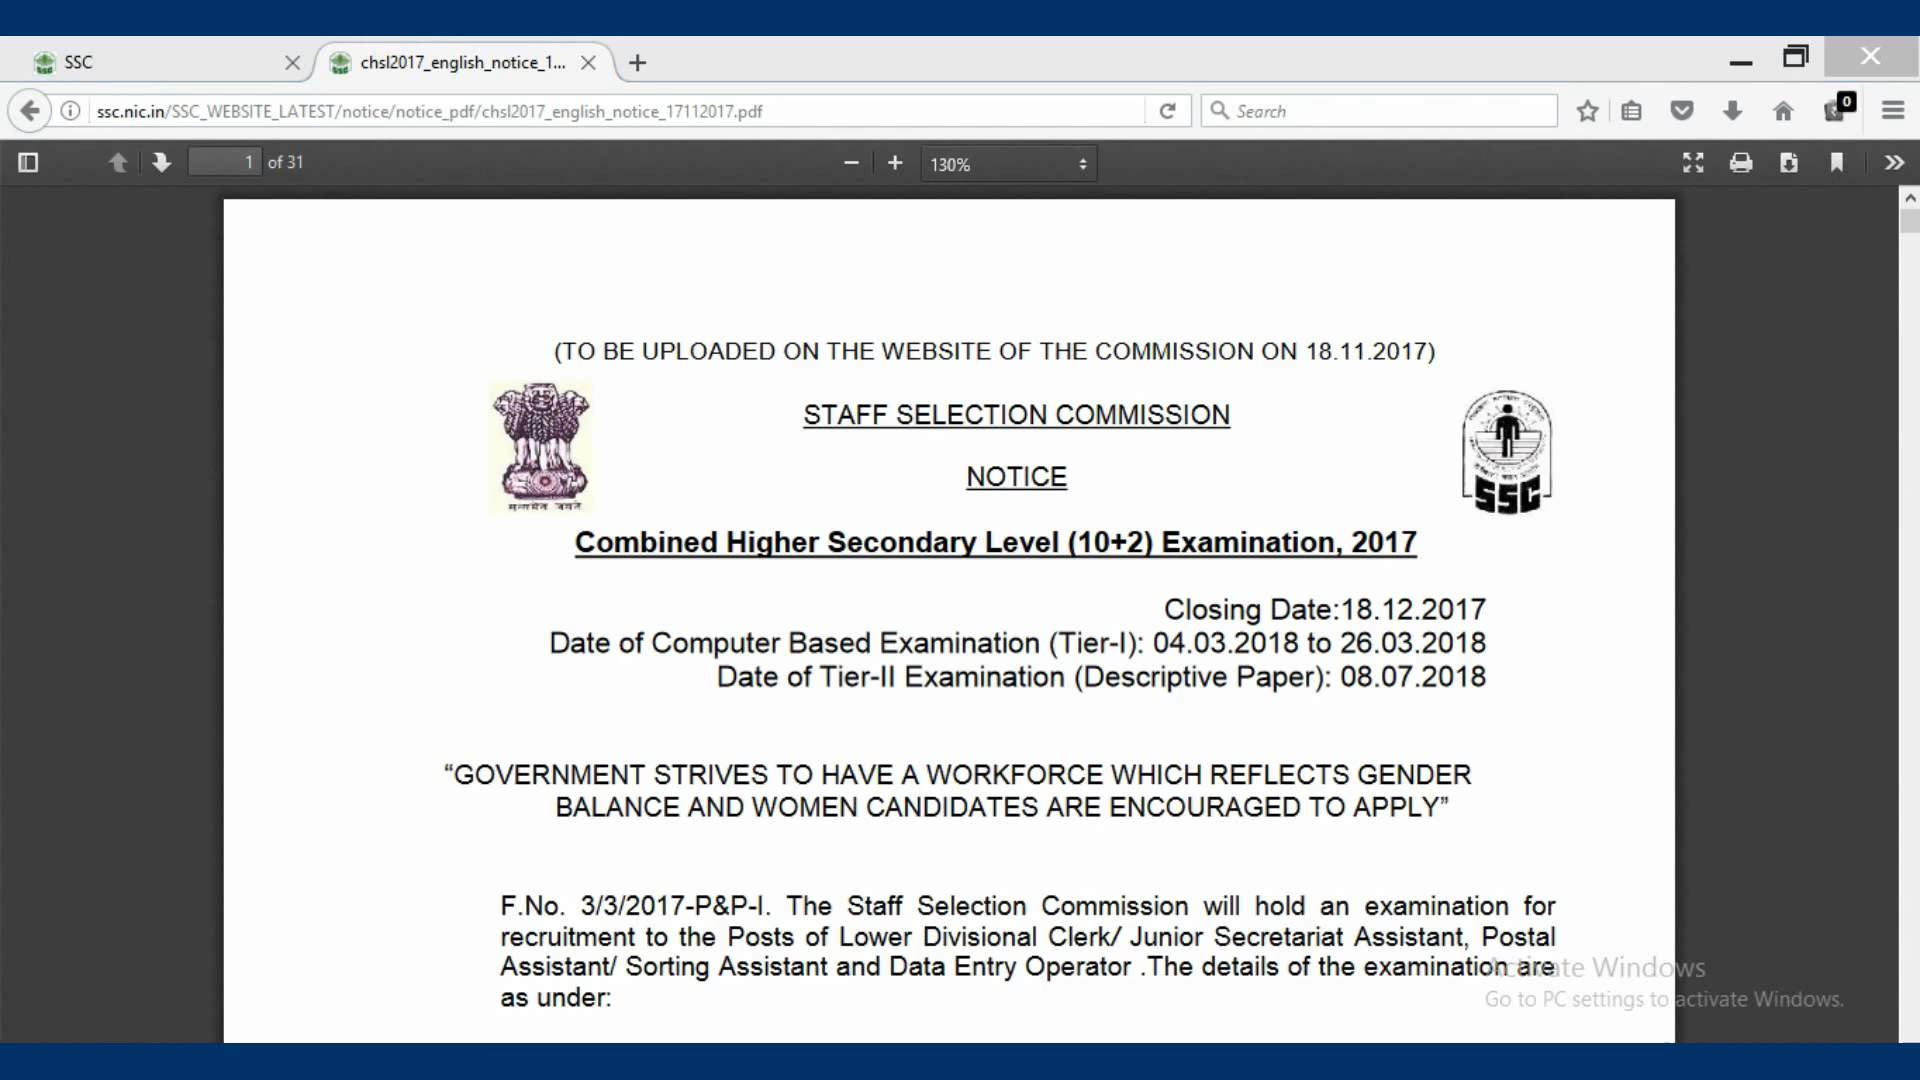 SSC
chsl2017_english_notice_1...
ssc.nic.in/SSC_WEBSITE_LATEST/notice/notice_pdf/chsl2017_english_notice_17112017.pdf
Search
0
1 of 31
130%
(TO BE UPLOADED ON THE WEBSITE OF THE COMMISSION ON 18.11.2017)
STAFF SELECTION COMMISSION
NOTICE
सत्यमेव जयते
SSC
Combined Higher Secondary Level (10+2) Examination, 2017
Closing Date:18.12.2017
Date of Computer Based Examination (Tier-I): 04.03.2018 to 26.03.2018
Date of Tier-II Examination (Descriptive Paper): 08.07.2018
“GOVERNMENT STRIVES TO HAVE A WORKFORCE WHICH REFLECTS GENDER
BALANCE AND WOMEN CANDIDATES ARE ENCOURAGED TO APPLY”
F.No. 3/3/2017-P&P-I. The Staff Selection Commission will hold an examination for
recruitment to the Posts of Lower Divisional Clerk/ Junior Secretariat Assistant, Postal
Assistant/ Sorting Assistant and Data Entry Operator .The details of the examination are
as under:
Activate Windows
Go to PC settings to activate Windows.